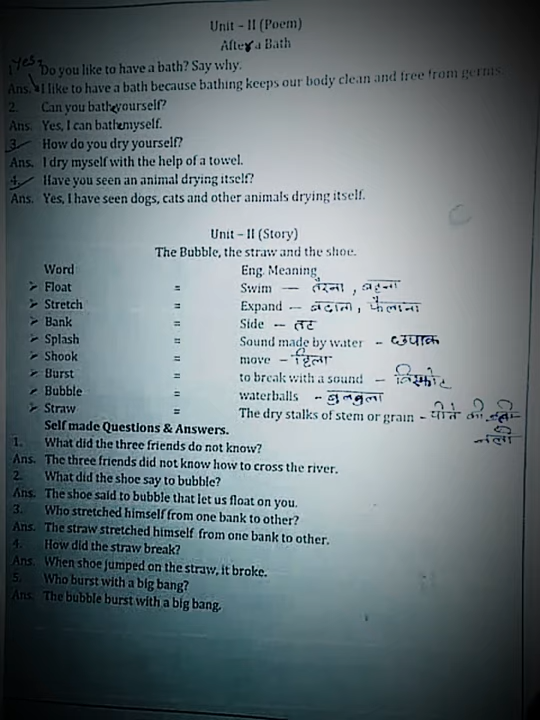 Unit - II (Poem)
After a Bath
1. Yes, Do you like to have a bath? Say why.
Ans. I like to have a bath because bathing keeps our body clean and free from germs.
2. Can you bath yourself?
Ans. Yes, I can bath myself.
3. How do you dry yourself?
Ans. I dry myself with the help of a towel.
4. Have you seen an animal drying itself?
Ans. Yes, I have seen dogs, cats and other animals drying itself.
Unit - II (Story)
The Bubble, the straw and the shoe.
Word Eng. Meaning
➢ Float = Swim — तैरना, बहना
➢ Stretch = Expand - बढ़ाना, फैलाना
➢ Bank = Side - तट
➢ Splash = Sound made by water - छपाक
➢ Shook = move - हिला
➢ Burst = to break with a sound - विस्फोट
➢ Bubble = waterballs - बुलबुला
➢ Straw = The dry stalks of stem or grain - पीने की नली
Self made Questions & Answers.
1. What did the three friends do not know?
Ans. The three friends did not know how to cross the river.
2. What did the shoe say to bubble?
Ans. The shoe said to bubble that let us float on you.
3. Who stretched himself from one bank to other?
Ans. The straw stretched himself from one bank to other.
4. How did the straw break?
Ans. When shoe jumped on the straw, it broke.
5. Who burst with a big bang?
Ans. The bubble burst with a big bang.